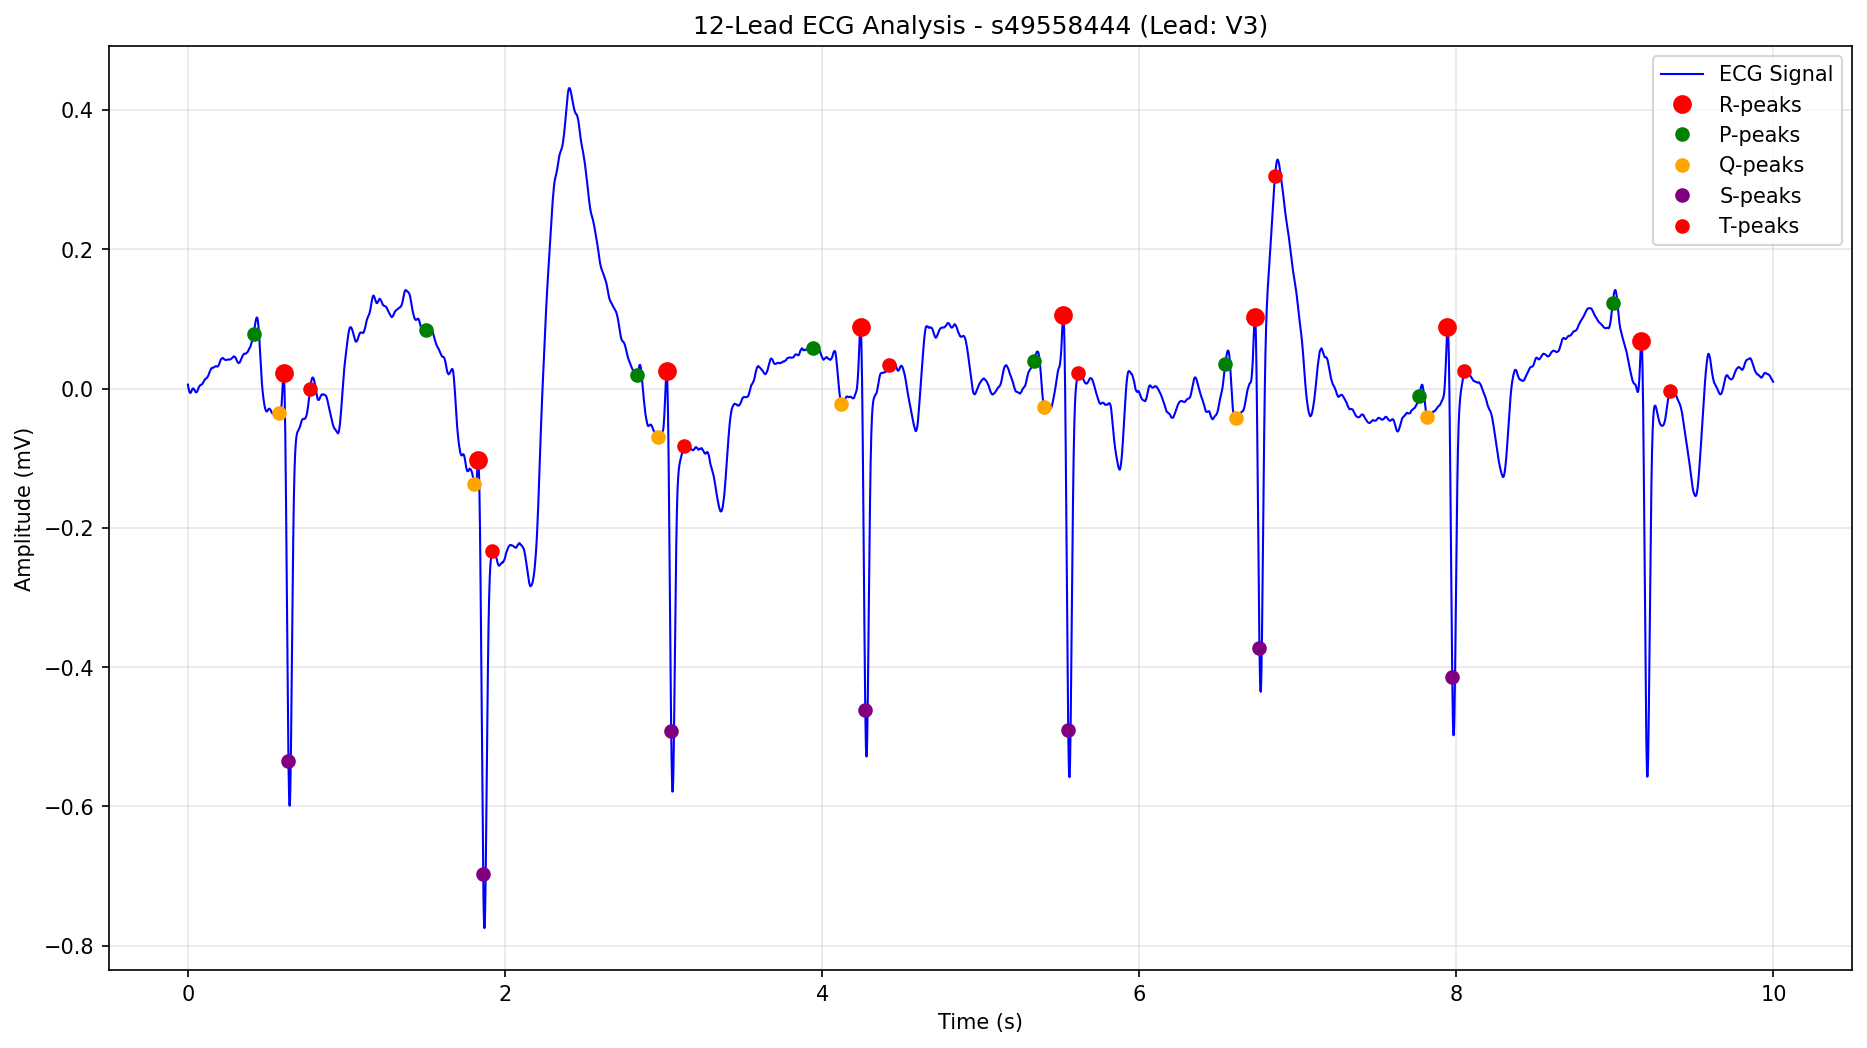 12-Lead ECG Analysis - s49558444 (Lead: V3)
ECG Signal
R-peaks
P-peaks
Q-peaks
S-peaks
T-peaks
Amplitude (mV)
0.4
0.2
0.0
−0.2
−0.4
−0.6
−0.8
0 2 4 6 8 10
Time (s)